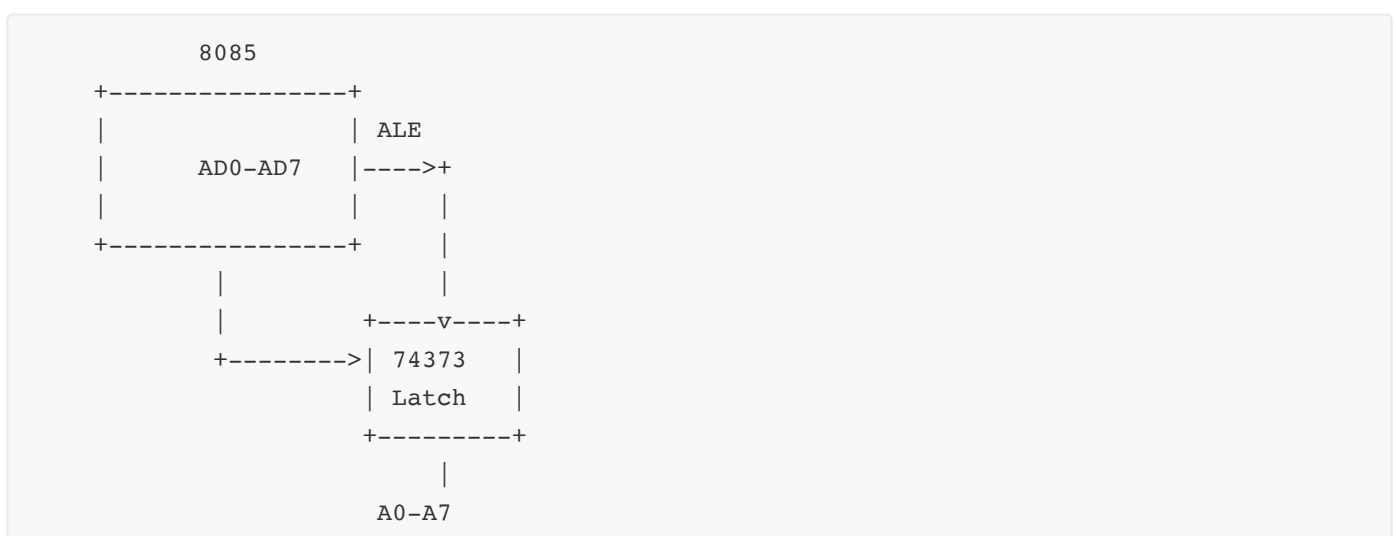 8085
+----------------+
|                | ALE
|      AD0-AD7   |---->+
|                |     |
+----------------+     |
        |              |
        |         +----v----+
        +-------->| 74373   |
                  | Latch   |
                  +---------+
                       |
                   A0-A7